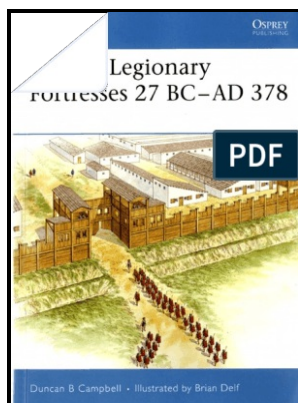 OSPREY
PUBLISHING
Legionary
Fortresses 27 BC–AD 378
PDF
Duncan B Campbell • Illustrated by Brian Delf